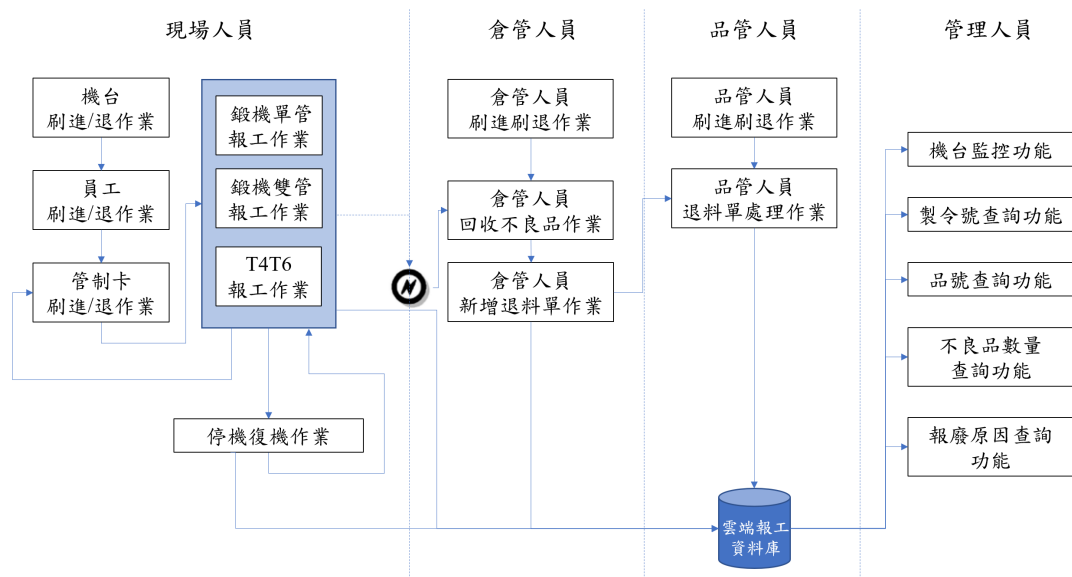 現場人員
倉管人員
品管人員
管理人員
機台
刷進/退作業
員工
刷進/退作業
管制卡
刷進/退作業
鍛機單管
報工作業
鍛機雙管
報工作業
T4T6
報工作業
停機復機作業
倉管人員
刷進刷退作業
倉管人員
回收不良品作業
倉管人員
新增退料單作業
品管人員
刷進刷退作業
品管人員
退料單處理作業
雲端報工
資料庫
機台監控功能
製令號查詢功能
品號查詢功能
不良品數量
查詢功能
報廢原因查詢
功能